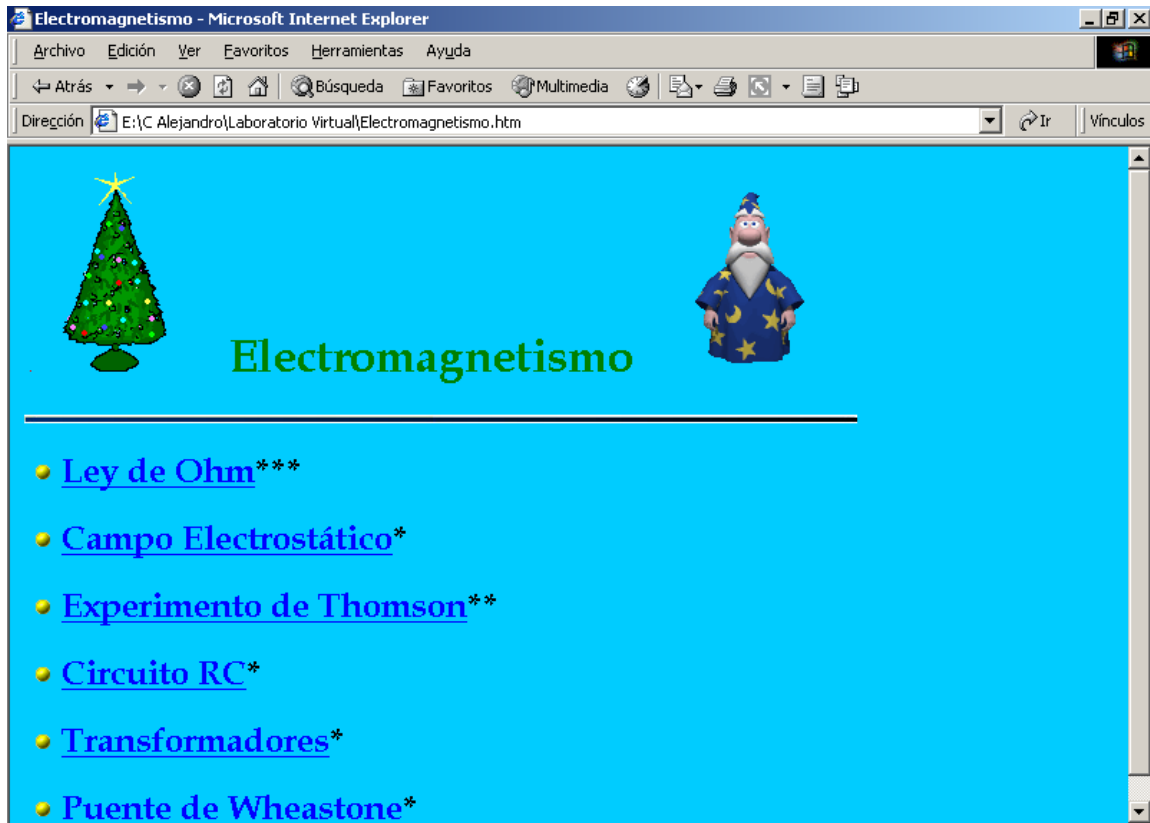 Electromagnetismo - Microsoft Internet Explorer
Archivo Edición Ver Favoritos Herramientas Ayuda
Atrás Búsqueda Favoritos Multimedia
Dirección E:\C Alejandro\Laboratorio Virtual\Electromagnetismo.htm Ir Vínculos
Electromagnetismo
Ley de Ohm***
Campo Electrostático*
Experimento de Thomson**
Circuito RC*
Transformadores*
Puente de Wheastone*